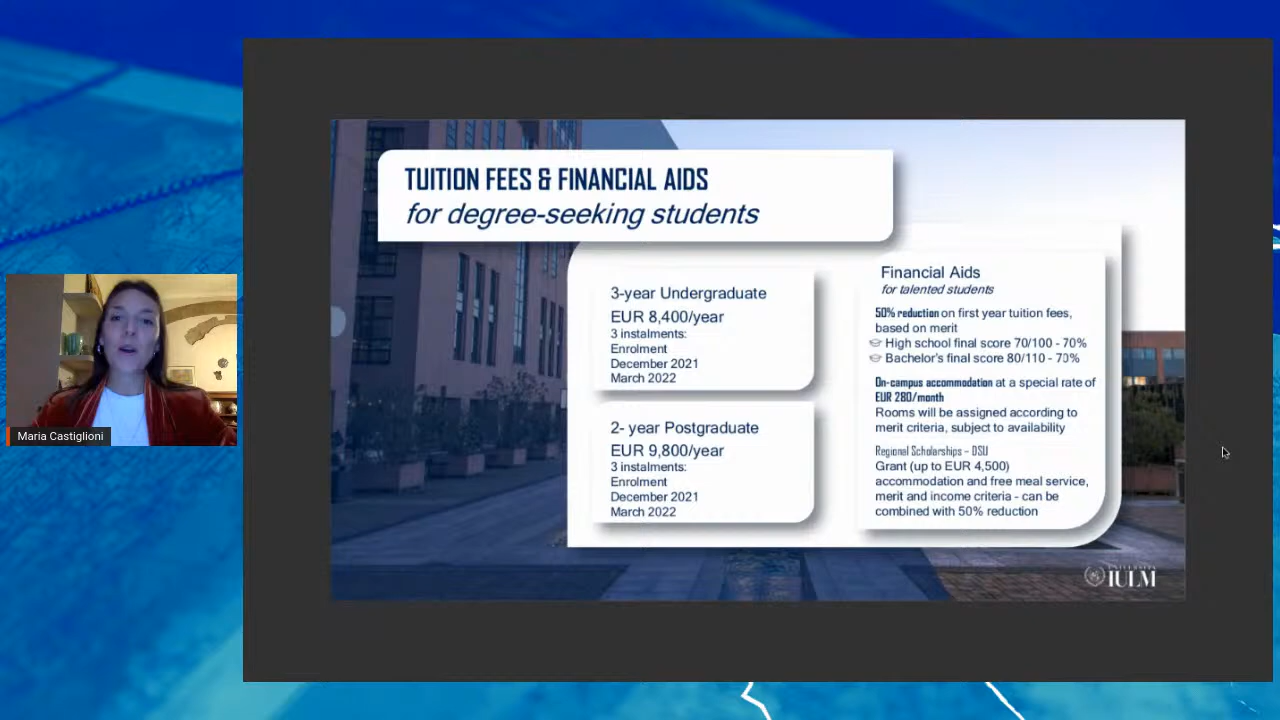 TUITION FEES & FINANCIAL AIDS
for degree-seeking students
3-year Undergraduate
EUR 8,400/year
3 instalments:
Enrolment
December 2021
March 2022
2- year Postgraduate
EUR 9,800/year
3 instalments:
Enrolment
December 2021
March 2022
Financial Aids
for talented students
50% reduction on first year tuition fees,
based on merit
High school final score 70/100 - 70%
Bachelor's final score 80/110 - 73%
On-campus accommodation at a special rate of
EUR 280/month
Rooms will be assigned according to
merit criteria, subject to availability
Regional Scholarships – DSU
Grant (up to EUR 4,500)
accommodation and free meal service,
merit and income criteria - can be
combined with 50% reduction
Maria Castiglioni
IULM